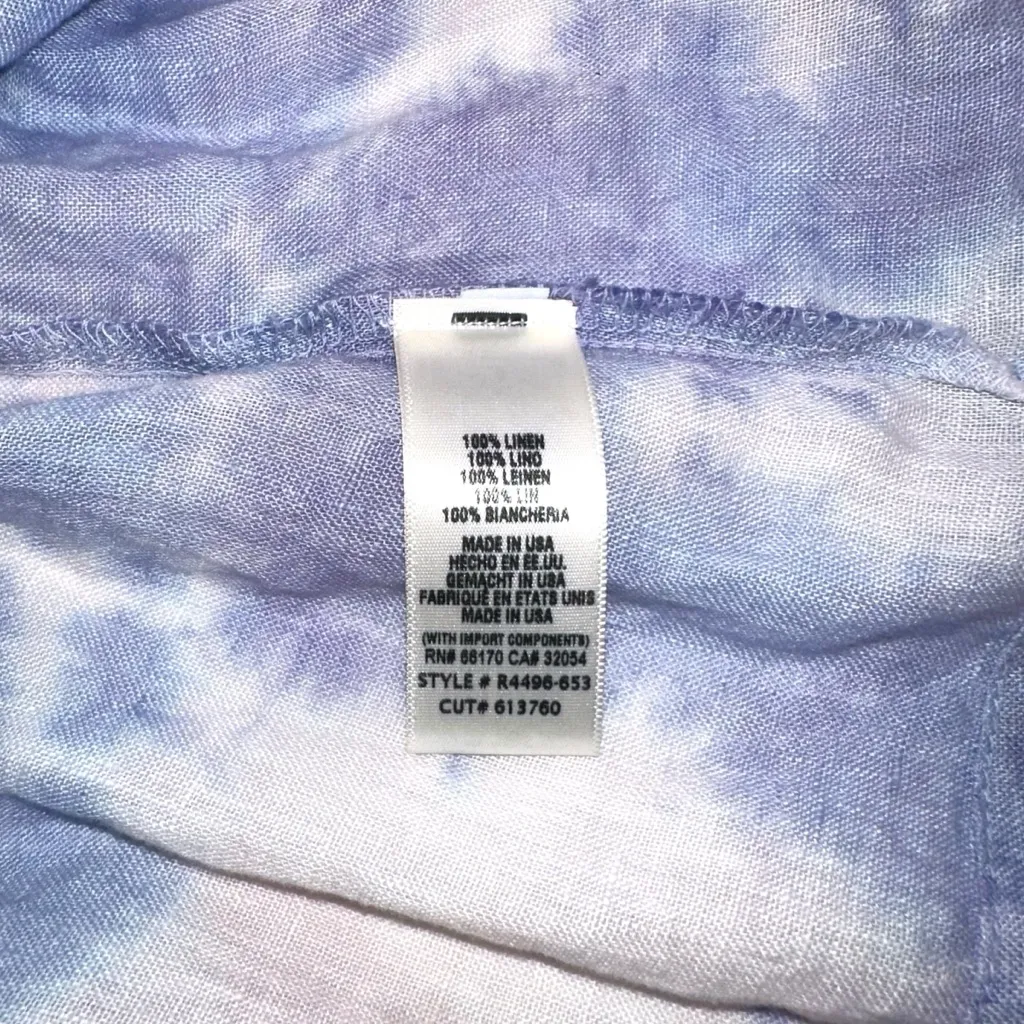 100% LINEN
100% LINO
100% LEINEN
100% LIN
100% BIANCHERIA
MADE IN USA
HECHO EN EE.UU.
GEMACHT IN USA
FABRIQUE EN ETATS UNIS
MADE IN USA
(WITH IMPORT COMPONENTS)
RN# 66170 CA# 32054
STYLE # R4496-653
CUT# 613760